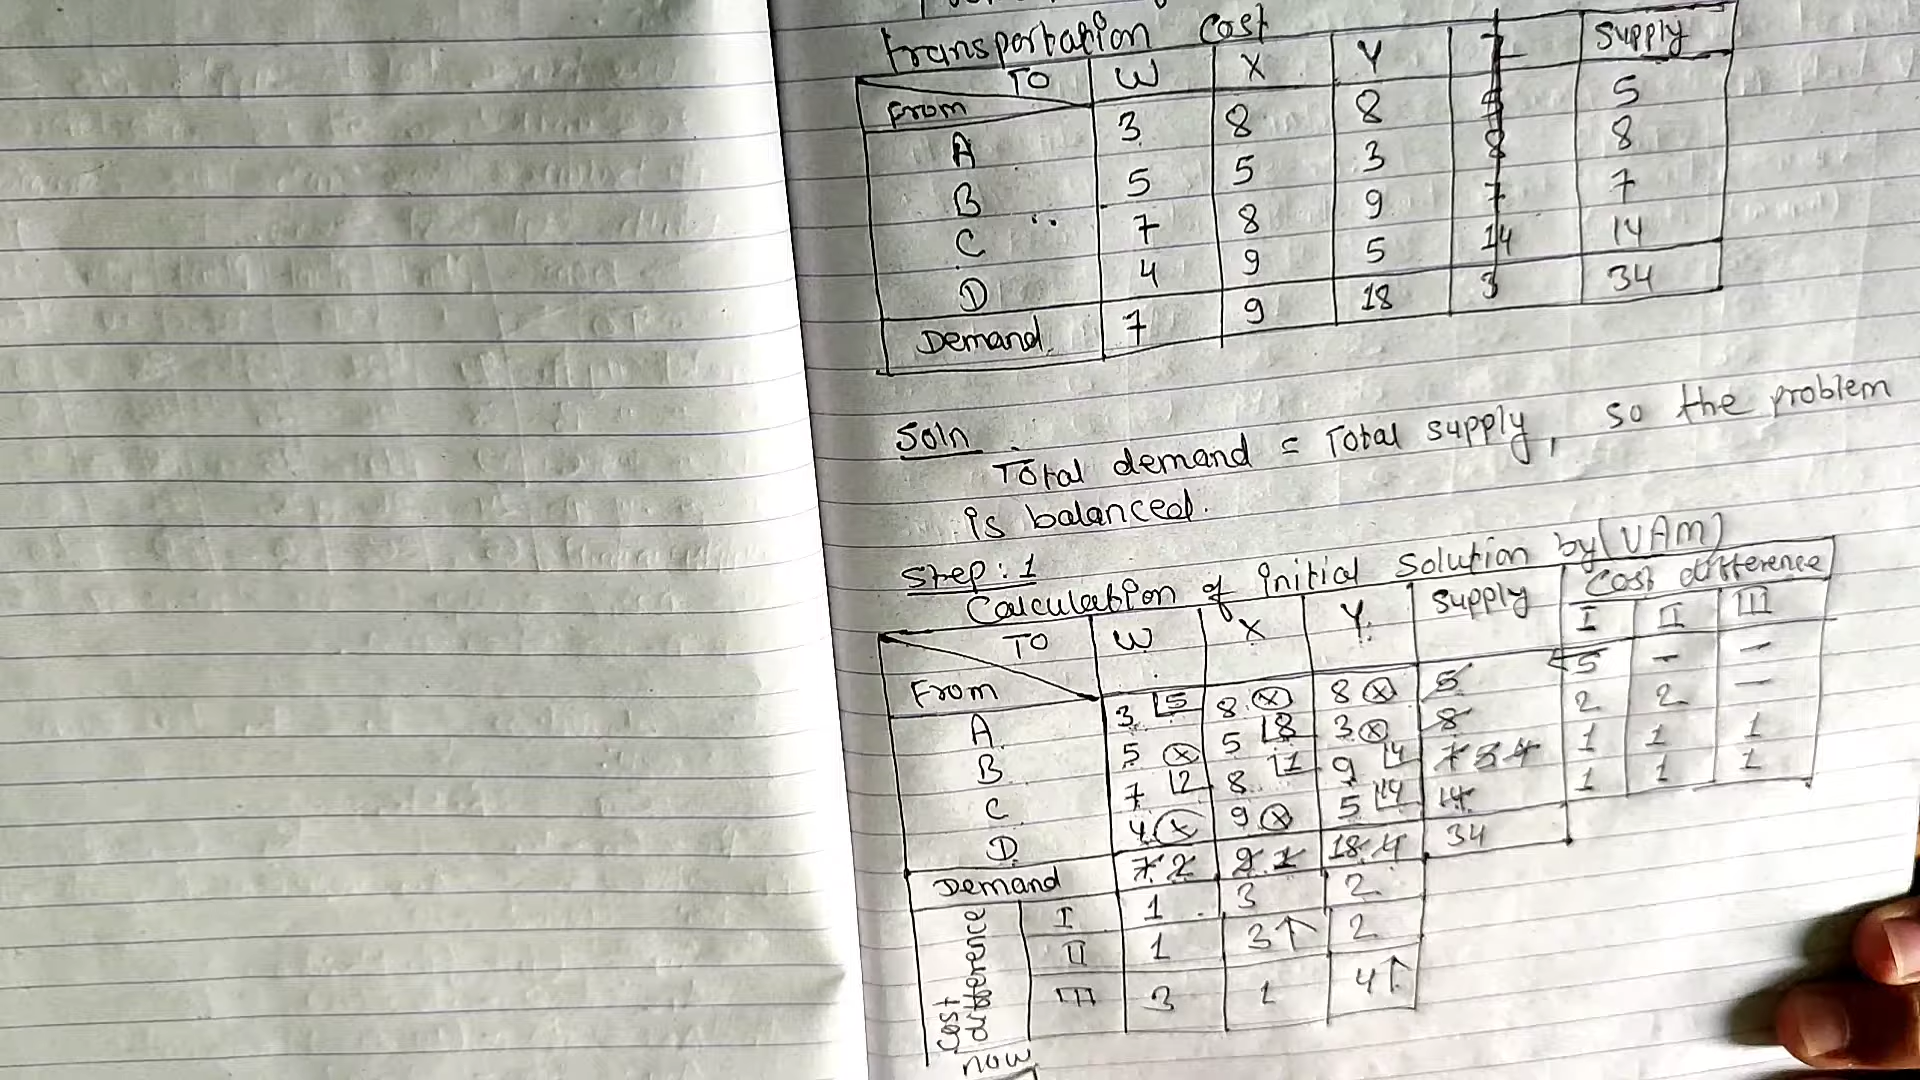 Transportation Cost
TO W X Y Supply
From
A 3 8 8 5
B 5 5 3 8 8
C 7 8 9 7 7
D 4 9 5 14 14
Demand 7 9 18 3 34
Soln
Total demand = Total supply, so the problem
is balanced.
Step: 1
Calculation of initial solution by (VAM)
TO W X Y Supply Cost difference
I II III
From
A 3 5 8 x 8 x 5 5 - -
B 5 x 5 8 3 x 8 2 2 -
C 7 2 8 1 9 4 7 5 4 1 1 1
D 4 x 9 x 5 14 14 1 1 1
Demand 7 2 9 1 18 4 34
Cost difference
I 1 3 2
II 1 3↑ 2
III 3 1 4↑
now